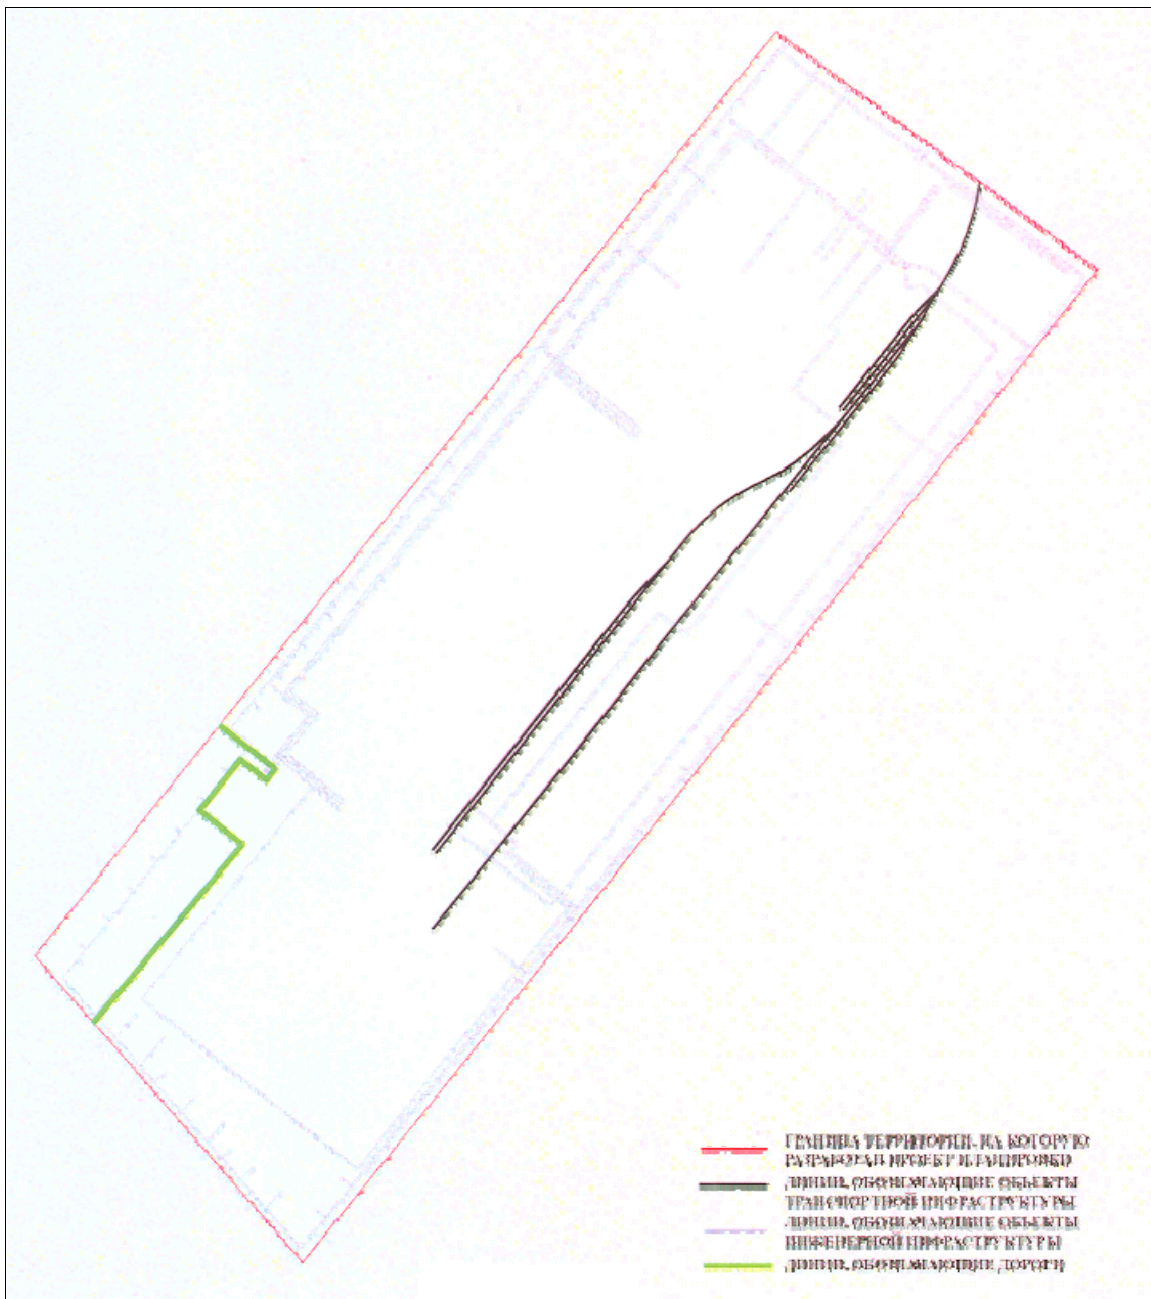 ГРАНИЦА ТЕРРИТОРИИ, НА КОТОРУЮ
РАЗРАБОТАН ПРОЕКТ ПЛАНИРОВКИ
ЛИНИИ, ОБОЗНАЧАЮЩИЕ ОБЪЕКТЫ
ТРАНСПОРТНОЙ ИНФРАСТРУКТУРЫ
ЛИНИИ, ОБОЗНАЧАЮЩИЕ ОБЪЕКТЫ
ИНЖЕНЕРНОЙ ИНФРАСТРУКТУРЫ
ЛИНИИ, ОБОЗНАЧАЮЩИЕ ДОРОГИ